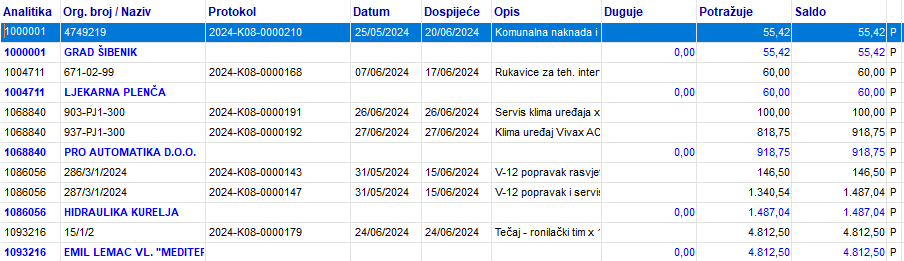 Analitika Org. broj / Naziv Protokol Datum Dospijeće Opis Duguje Potražuje Saldo
1000001 4749219 2024-K08-0000210 25/05/2024 20/06/2024 Komunalna naknada i 55,42 55,42 P
1000001 GRAD ŠIBENIK 0,00 55,42 55,42 P
1004711 671-02-99 2024-K08-0000168 07/06/2024 17/06/2024 Rukavice za teh. inter 60,00 60,00 P
1004711 LJEKARNA PLENČA 0,00 60,00 60,00 P
1068840 903-PJ1-300 2024-K08-0000191 26/06/2024 26/06/2024 Servis klima uređaja x 100,00 100,00 P
1068840 937-PJ1-300 2024-K08-0000192 27/06/2024 27/06/2024 Klima uređaj Vivax AC 818,75 918,75 P
1068840 PRO AUTOMATIKA D.O.O. 0,00 918,75 918,75 P
1086056 286/3/1/2024 2024-K08-0000143 31/05/2024 15/06/2024 V-12 popravak rasvje 146,50 146,50 P
1086056 287/3/1/2024 2024-K08-0000147 31/05/2024 15/06/2024 V-12 popravak i servis 1.340,54 1.487,04 P
1086056 HIDRAULIKA KURELJA 0,00 1.487,04 1.487,04 P
1093216 15/1/2 2024-K08-0000179 24/06/2024 24/06/2024 Tečaj - ronilački tim x 4.812,50 4.812,50 P
1093216 EMIL LEMAC VL. "MEDITER 0,00 4.812,50 4.812,50 P